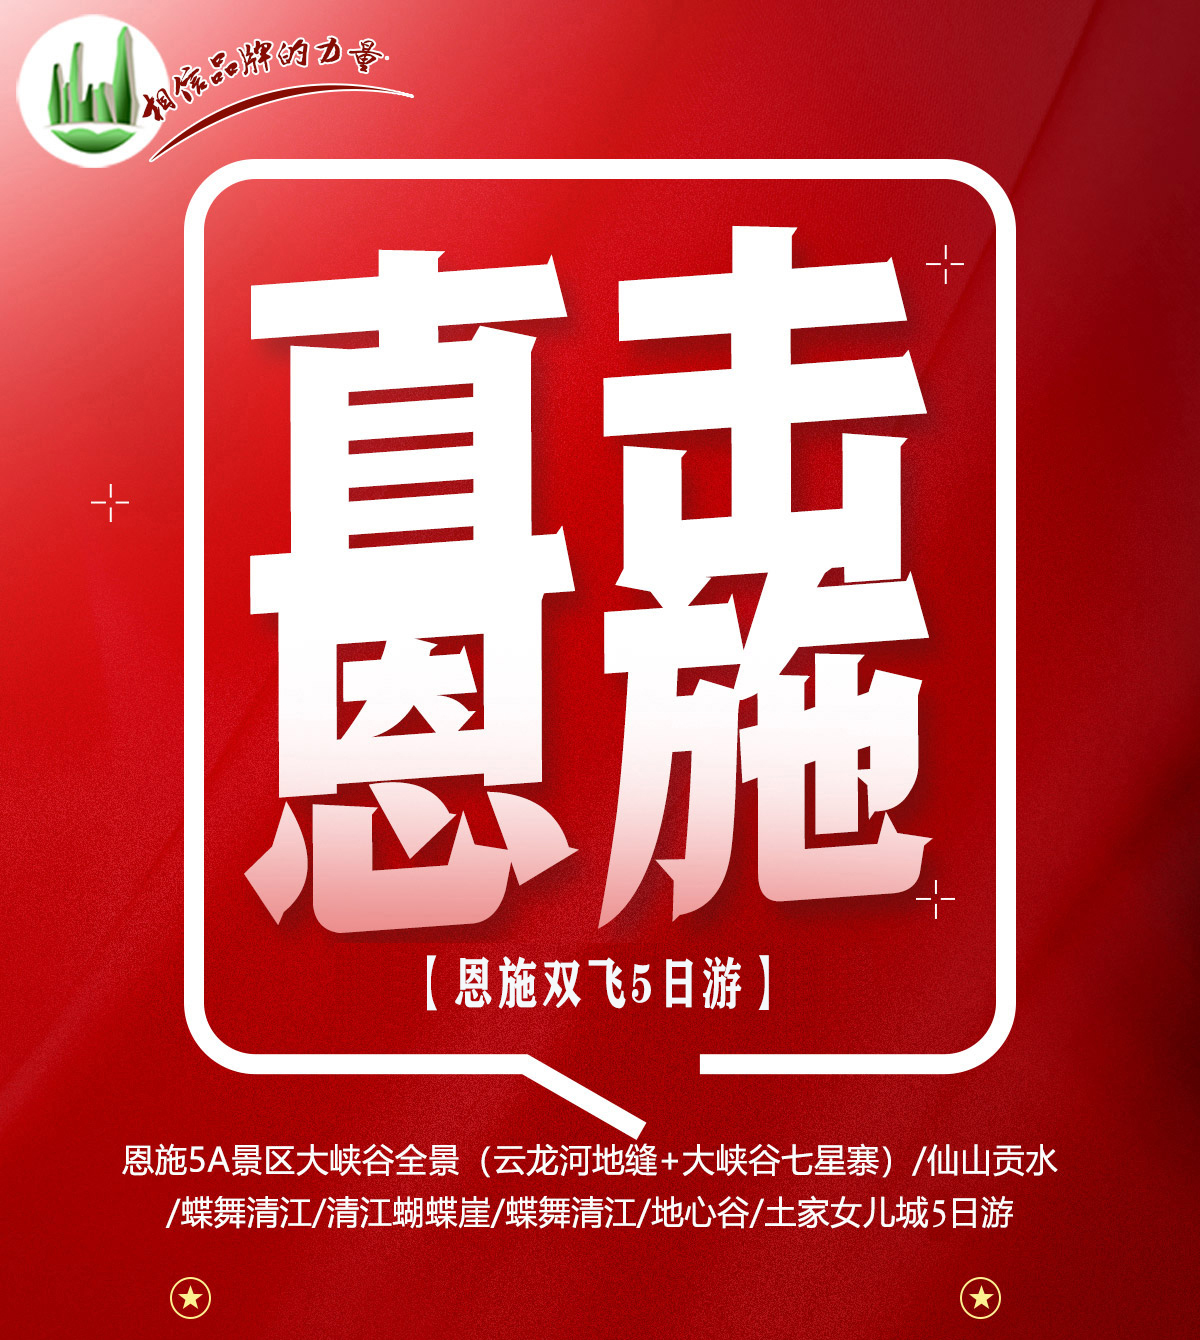 相信品牌的力量
直击
恩施
【恩施双飞5日游】
恩施5A景区大峡谷全景（云龙河地缝+大峡谷七星寨）/仙山贡水
/蝶舞清江/清江蝴蝶崖/蝶舞清江/地心谷/土家女儿城5日游